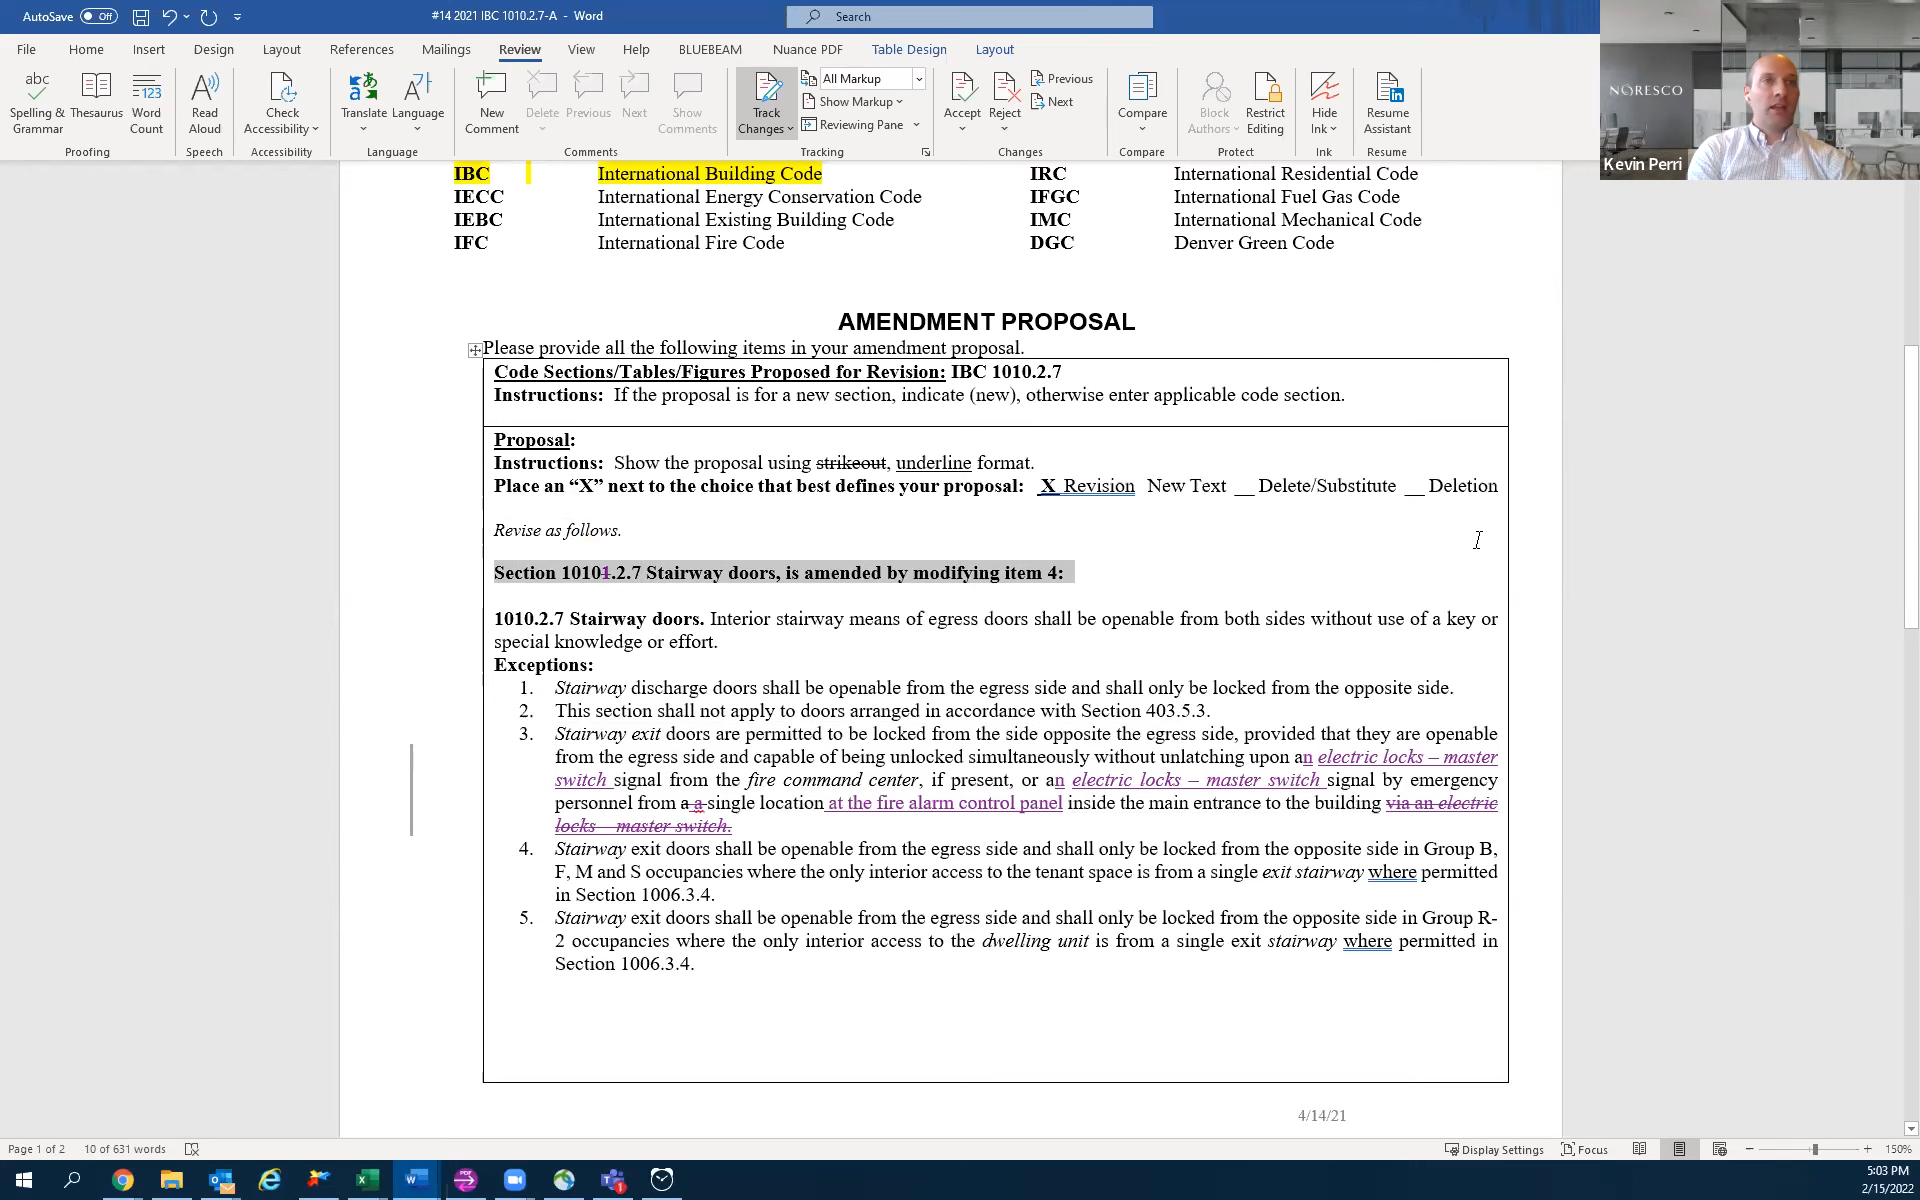 AutoSave Off
#14 2021 IBC 1010.2.7-A - Word
Search
File Home Insert Design Layout References Mailings Review View Help BLUEBEAM Nuance PDF Table Design Layout
abc
Spelling & Grammar
Thesaurus
123
Word Count
Read Aloud
Check Accessibility
Translate
Language
New Comment
Delete
Previous
Next
Show Comments
Track Changes
All Markup
Show Markup
Reviewing Pane
Accept
Reject
Previous
Next
Compare
Block Authors
Restrict Editing
Hide Ink
Resume Assistant
Proofing Speech Accessibility Language Comments Tracking Changes Compare Protect Ink Resume
NORESCO
Kevin Perri
IBC International Building Code IRC International Residential Code
IECC International Energy Conservation Code IFGC International Fuel Gas Code
IEBC International Existing Building Code IMC International Mechanical Code
IFC International Fire Code DGC Denver Green Code
AMENDMENT PROPOSAL
Please provide all the following items in your amendment proposal.
Code Sections/Tables/Figures Proposed for Revision: IBC 1010.2.7
Instructions: If the proposal is for a new section, indicate (new), otherwise enter applicable code section.
Proposal:
Instructions: Show the proposal using strikeout, underline format.
Place an “X” next to the choice that best defines your proposal: X Revision New Text __ Delete/Substitute __ Deletion
Revise as follows.
Section 10101.2.7 Stairway doors, is amended by modifying item 4:
1010.2.7 Stairway doors. Interior stairway means of egress doors shall be openable from both sides without use of a key or
special knowledge or effort.
Exceptions:
1. Stairway discharge doors shall be openable from the egress side and shall only be locked from the opposite side.
2. This section shall not apply to doors arranged in accordance with Section 403.5.3.
3. Stairway exit doors are permitted to be locked from the side opposite the egress side, provided that they are openable
from the egress side and capable of being unlocked simultaneously without unlatching upon an electric locks – master
switch signal from the fire command center, if present, or an electric locks – master switch signal by emergency
personnel from a a single location at the fire alarm control panel inside the main entrance to the building via an electric
locks – master switch.
4. Stairway exit doors shall be openable from the egress side and shall only be locked from the opposite side in Group B,
F, M and S occupancies where the only interior access to the tenant space is from a single exit stairway where permitted
in Section 1006.3.4.
5. Stairway exit doors shall be openable from the egress side and shall only be locked from the opposite side in Group R-
2 occupancies where the only interior access to the dwelling unit is from a single exit stairway where permitted in
Section 1006.3.4.
4/14/21
Page 1 of 2 10 of 631 words Display Settings Focus 150%
5:03 PM
2/15/2022